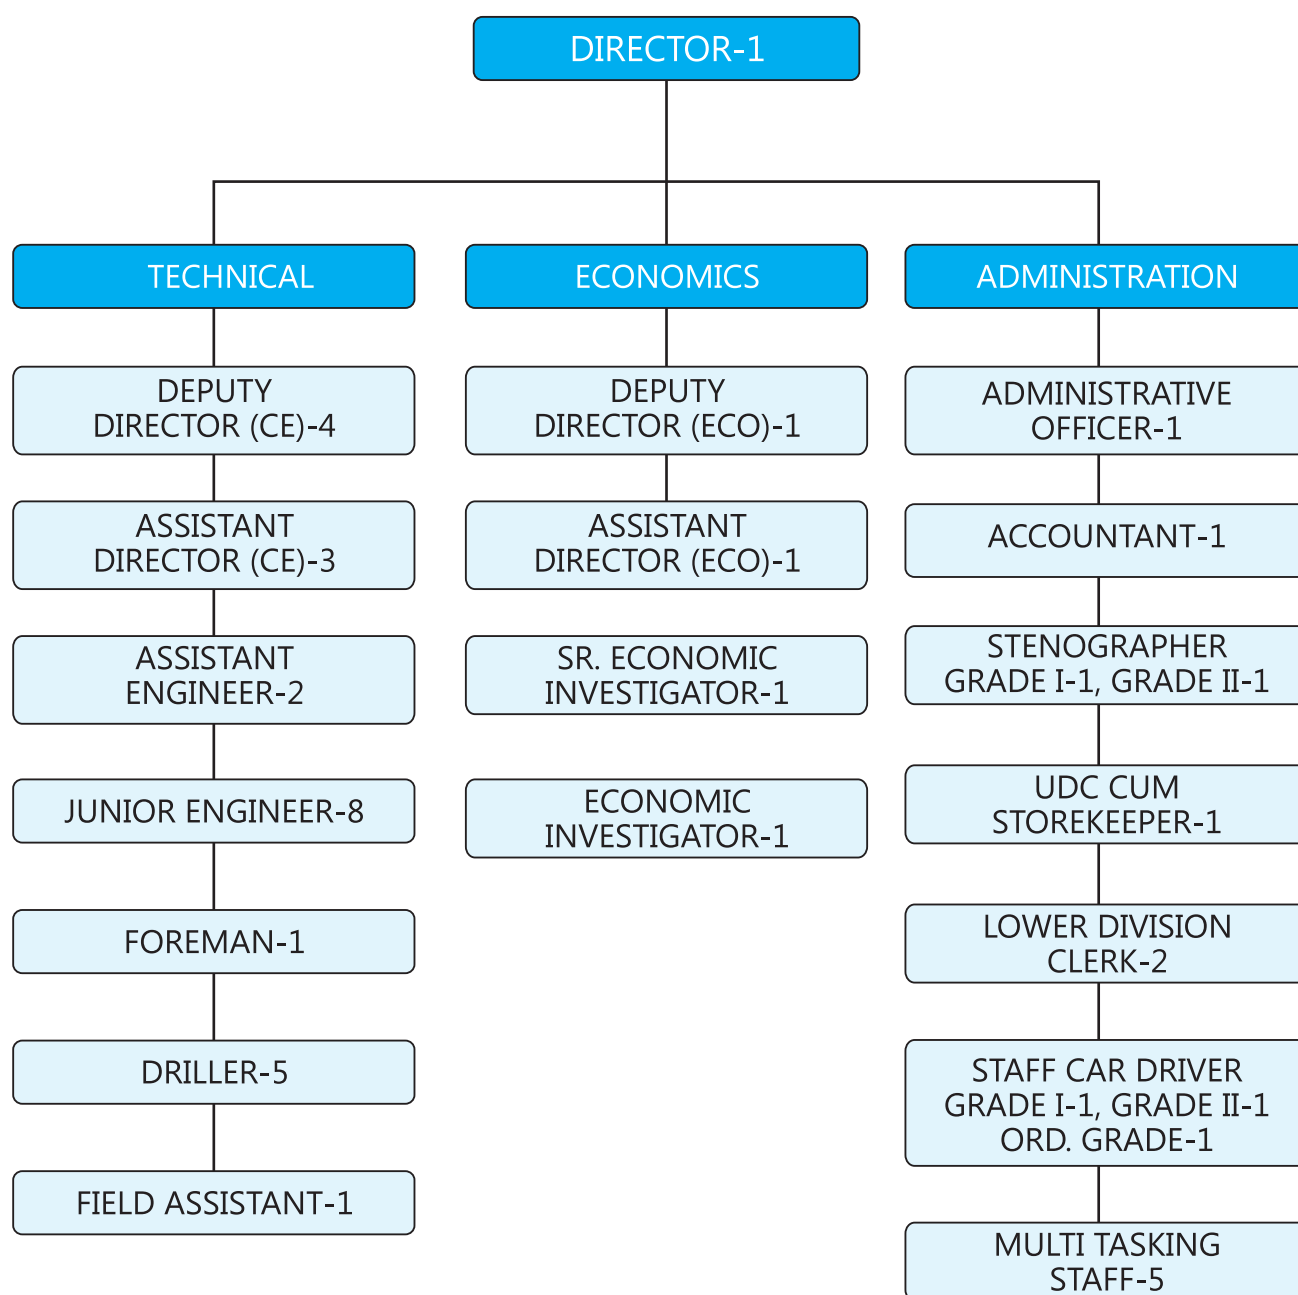 DIRECTOR-1
TECHNICAL
DEPUTY
DIRECTOR (CE)-4
ASSISTANT
DIRECTOR (CE)-3
ASSISTANT
ENGINEER-2
JUNIOR ENGINEER-8
FOREMAN-1
DRILLER-5
FIELD ASSISTANT-1
ECONOMICS
DEPUTY
DIRECTOR (ECO)-1
ASSISTANT
DIRECTOR (ECO)-1
SR. ECONOMIC
INVESTIGATOR-1
ECONOMIC
INVESTIGATOR-1
ADMINISTRATION
ADMINISTRATIVE
OFFICER-1
ACCOUNTANT-1
STENOGRAPHER
GRADE I-1, GRADE II-1
UDC CUM
STOREKEEPER-1
LOWER DIVISION
CLERK-2
STAFF CAR DRIVER
GRADE I-1, GRADE II-1
ORD. GRADE-1
MULTI TASKING
STAFF-5